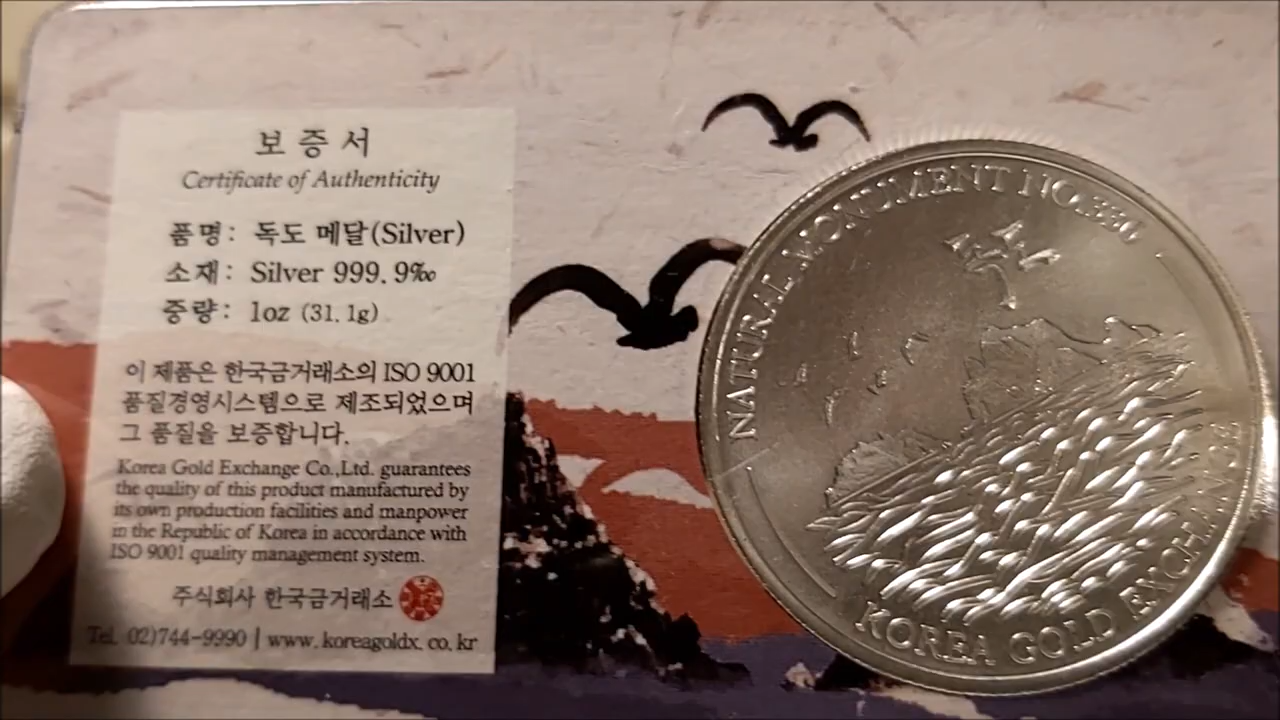 보증서
Certificate of Authenticity
품명: 독도 메달(Silver)
소재: Silver 999.9‰
중량: 1oz (31.1g)
이 제품은 한국금거래소의 ISO 9001
품질경영시스템으로 제조되었으며
그 품질을 보증합니다.
Korea Gold Exchange Co.,Ltd. guarantees
the quality of this product manufactured by
its own production facilities and manpower
in the Republic of Korea in accordance with
ISO 9001 quality management system.
주식회사 한국금거래소
Tel. 02)744-9990 | www.koreagoldx.co.kr
NATURAL MONUMENT NO.336
KOREA GOLD EXCHANGE